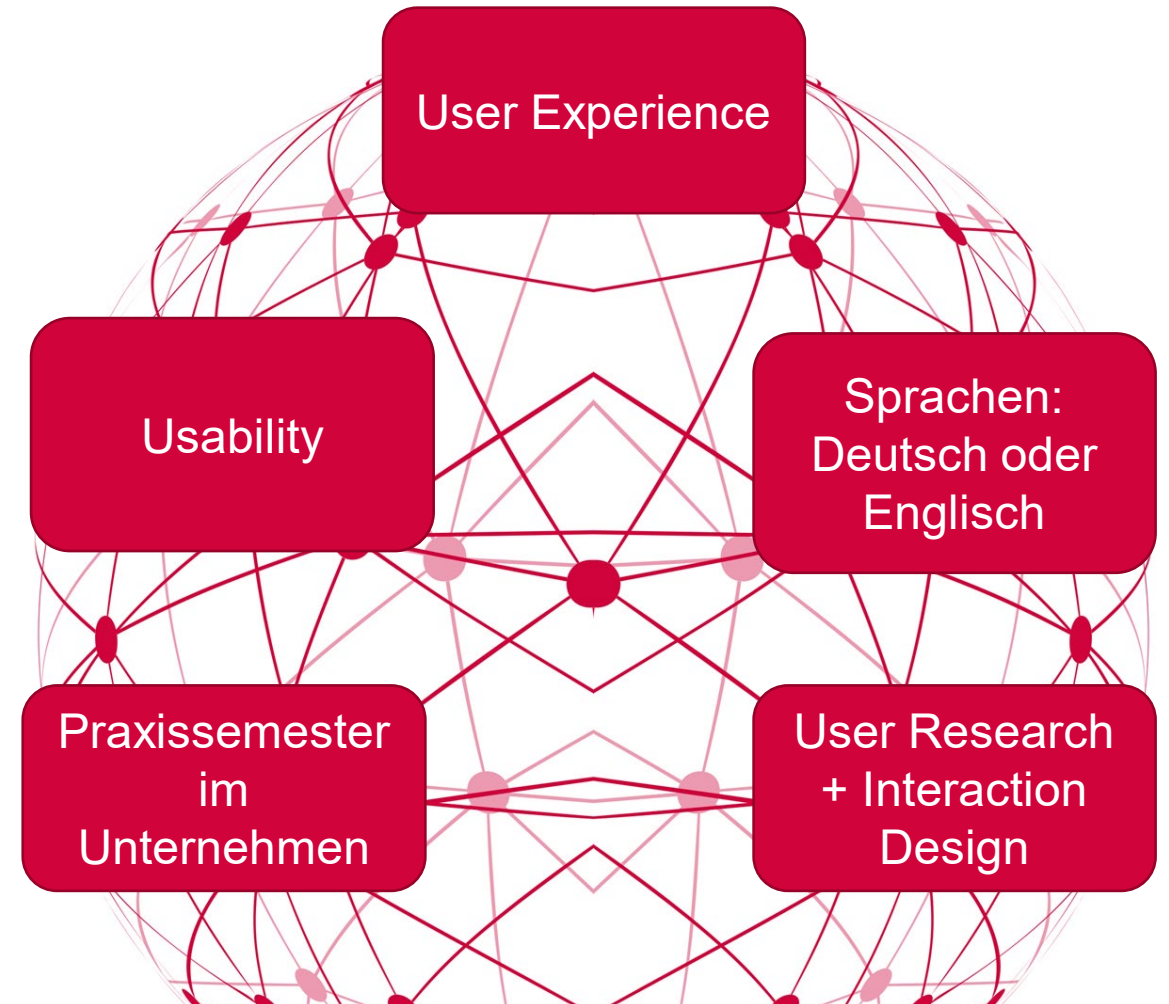 User Experience
Usability
Sprachen:
Deutsch oder
Englisch
Praxissemester
im
Unternehmen
User Research
+ Interaction
Design